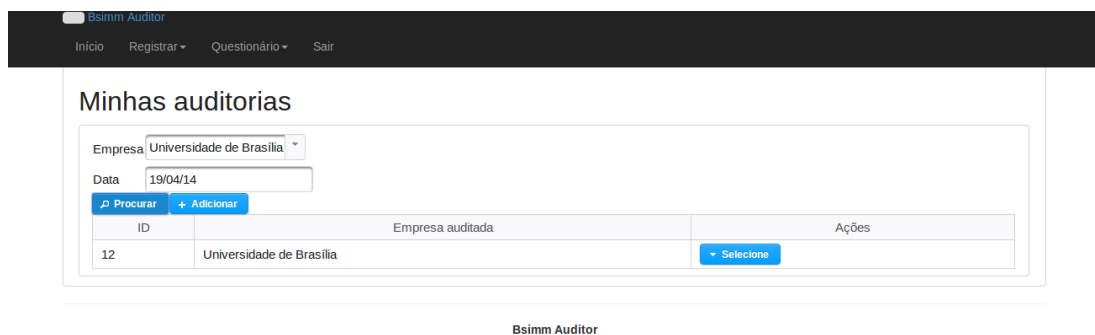 Bsimm Auditor
Início Registrar Questionário Sair
Minhas auditorias
Empresa Universidade de Brasília
Data 19/04/14
Procurar + Adicionar
ID Empresa auditada Ações
12 Universidade de Brasília Selecione
Bsimm Auditor